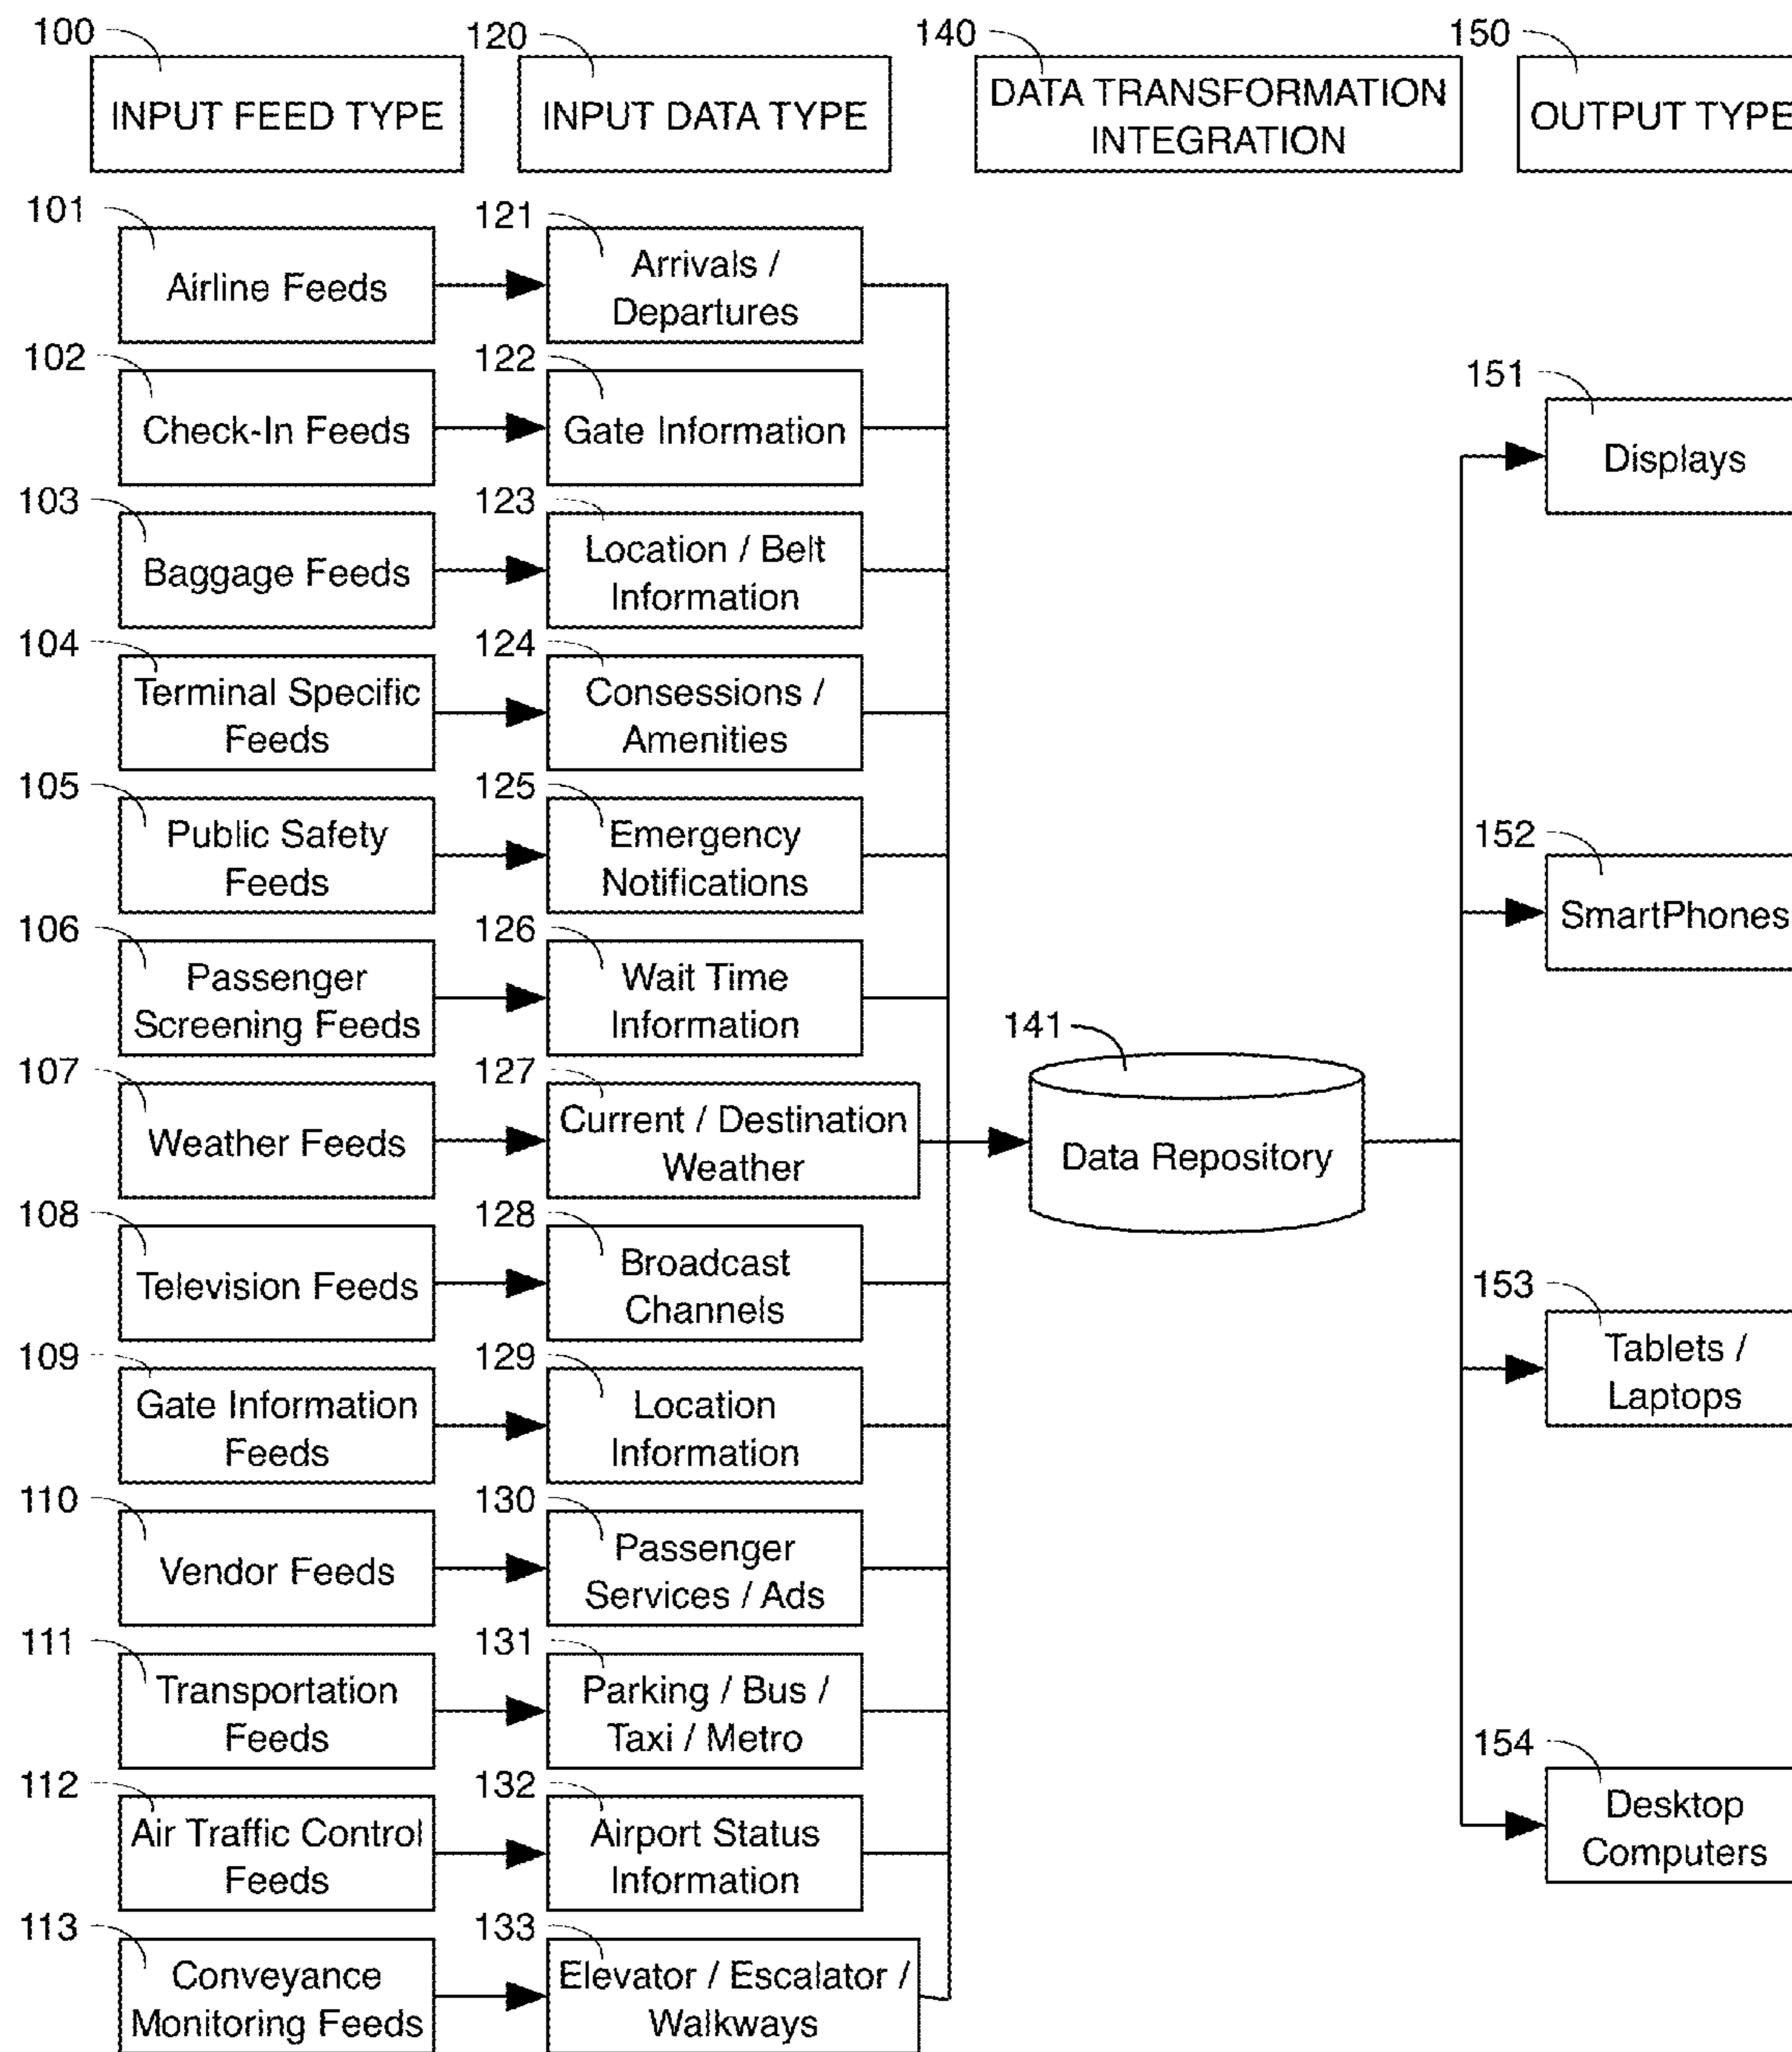 100
INPUT FEED TYPE
120
INPUT DATA TYPE
140
DATA TRANSFORMATION
INTEGRATION
150
OUTPUT TYPE
101
Airline Feeds
121
Arrivals /
Departures
102
Check-In Feeds
122
Gate Information
151
Displays
103
Baggage Feeds
123
Location / Belt
Information
104
Terminal Specific
Feeds
124
Consessions /
Amenities
105
Public Safety
Feeds
125
Emergency
Notifications
152
SmartPhones
106
Passenger
Screening Feeds
126
Wait Time
Information
141
Data Repository
107
Weather Feeds
127
Current / Destination
Weather
108
Television Feeds
128
Broadcast
Channels
153
Tablets /
Laptops
109
Gate Information
Feeds
129
Location
Information
110
Vendor Feeds
130
Passenger
Services / Ads
111
Transportation
Feeds
131
Parking / Bus /
Taxi / Metro
154
Desktop
Computers
112
Air Traffic Control
Feeds
132
Airport Status
Information
113
Conveyance
Monitoring Feeds
133
Elevator / Escalator /
Walkways